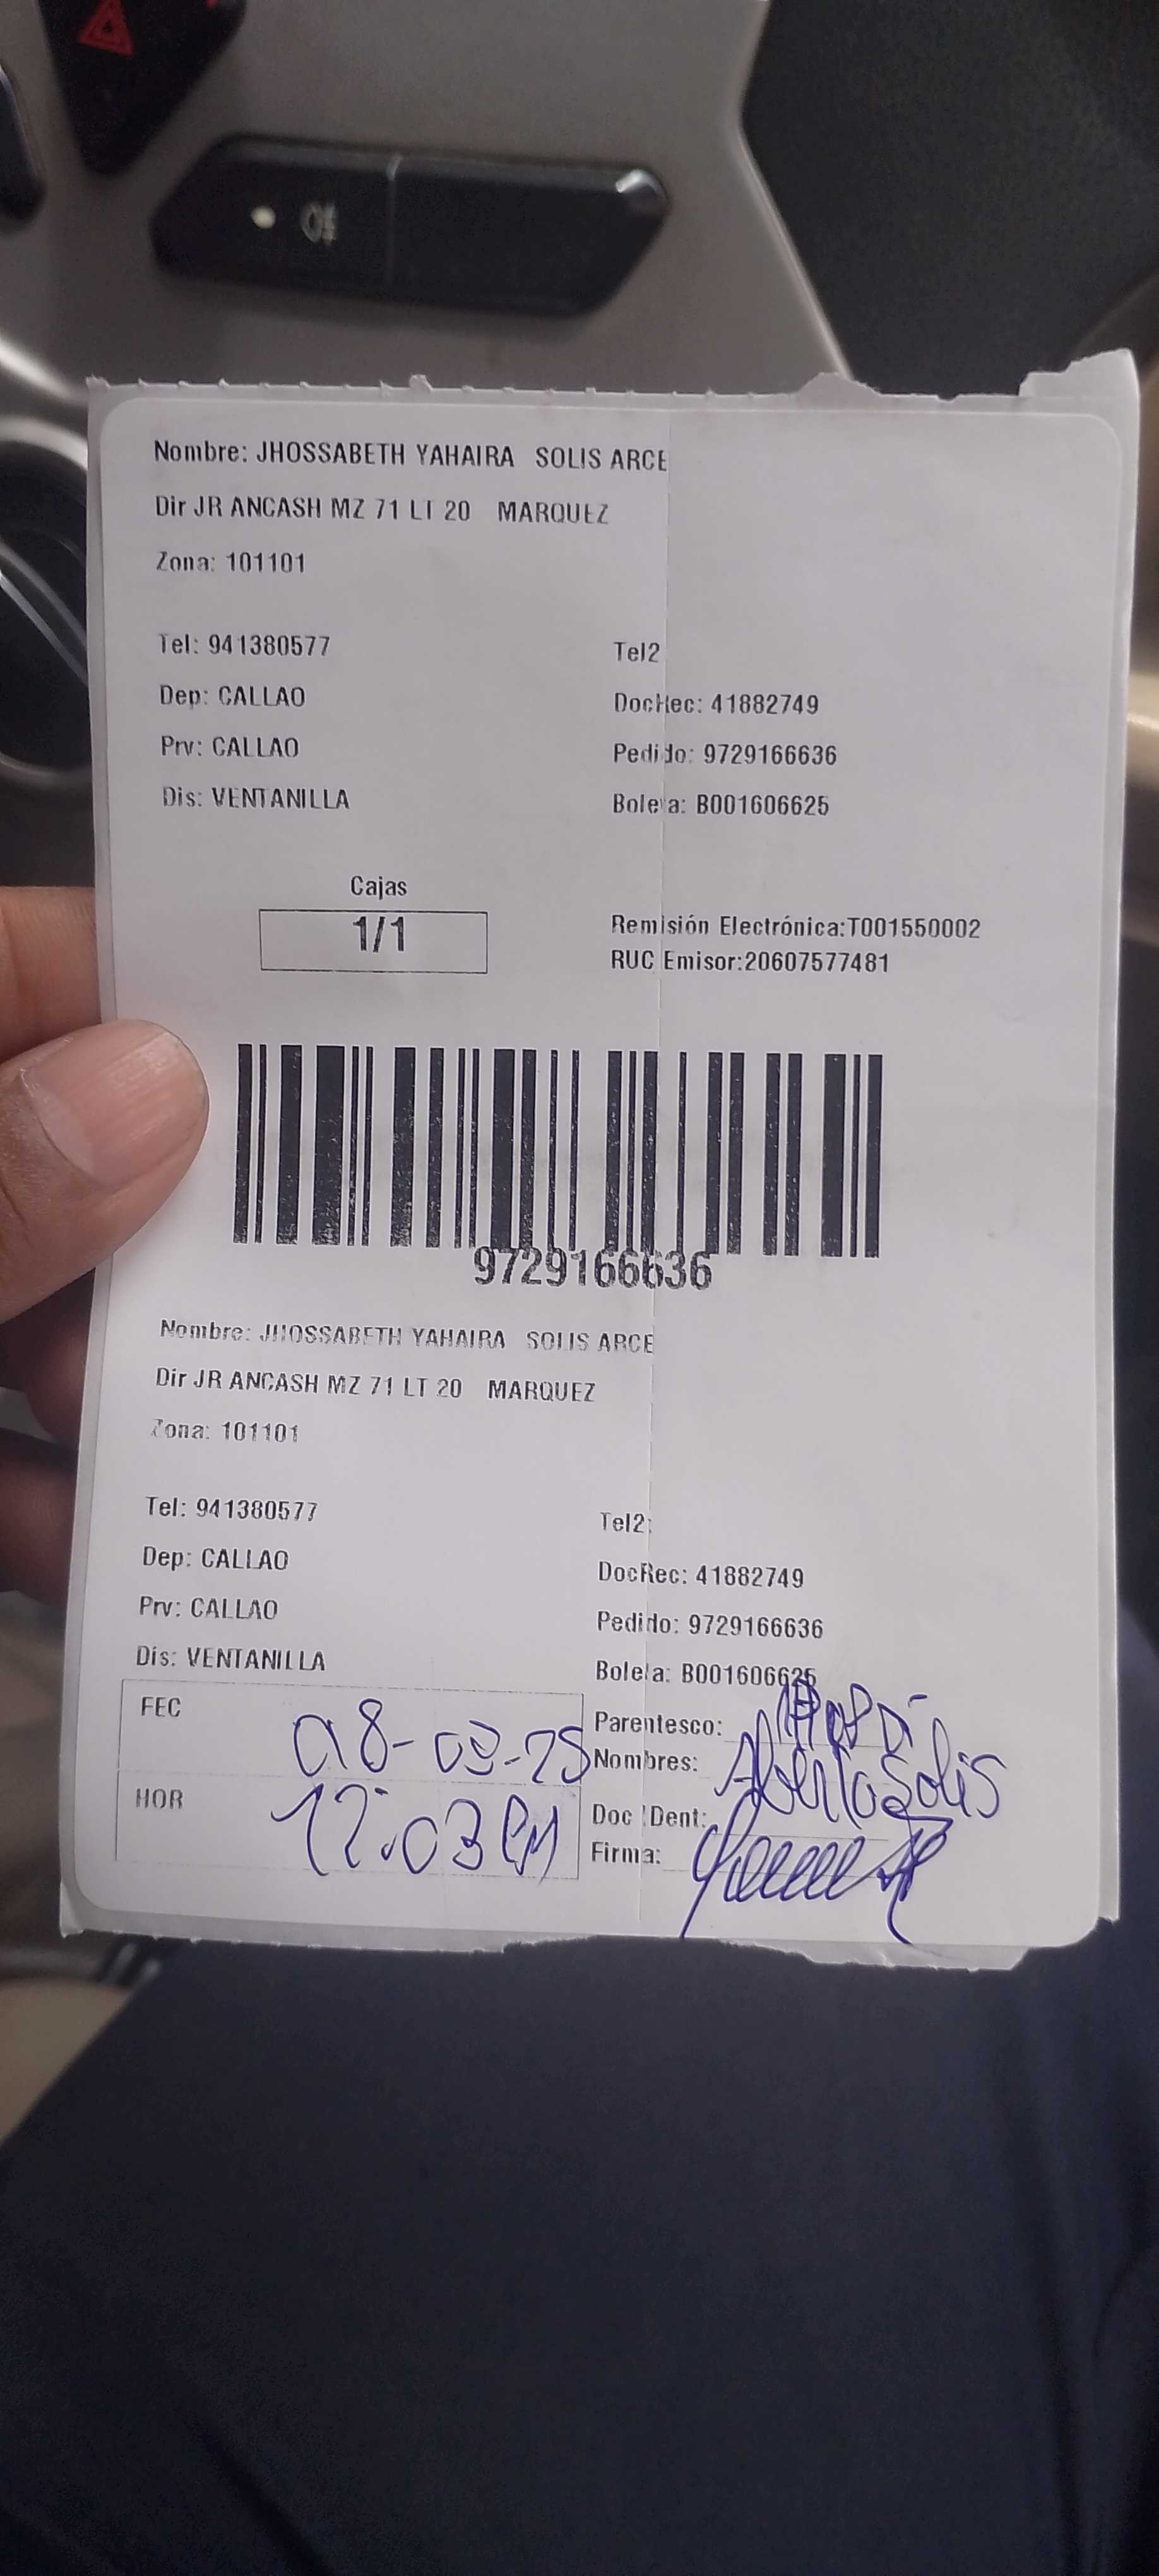 Nombre: JHOSSABETH YAHAIRA SOLIS ARCE
Dir JR ANCASH MZ 71 LT 20 MARQUEZ
Zona: 101101
Tel: 941380577 Tel2
Dep: CALLAO DocRec: 41882749
Prv: CALLAO Pedido: 9729166636
Dis: VENTANILLA Boleta: B001606625
Cajas
1/1
Remisión Electrónica:T001550002
RUC Emisor:20607577481
9729166636
Nombre: JHOSSABETH YAHAIRA SOLIS ARCE
Dir JR ANCASH MZ 71 LT 20 MARQUEZ
Zona: 101101
Tel: 941380577 Tel2:
Dep: CALLAO DocRec: 41882749
Prv: CALLAO Pedido: 9729166636
Dis: VENTANILLA Boleta: B001606625
FEC 08-03-25 Parentesco:
Nombres: Alberto Solis
HOR 12:03 PM Doc Ident:
Firma: